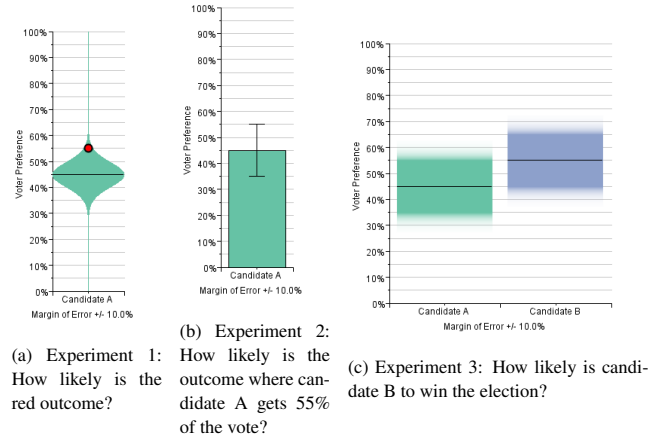 100%
90%
80%
70%
60%
50%
40%
30%
20%
10%
0%
Voter Preference
Candidate A
Margin of Error +/- 10.0%
(a) Experiment 1:
How likely is the
red outcome?
100%
90%
80%
70%
60%
50%
40%
30%
20%
10%
0%
Voter Preference
Candidate A
Margin of Error +/- 10.0%
(b) Experiment 2:
How likely is the
outcome where can-
didate A gets 55%
of the vote?
100%
90%
80%
70%
60%
50%
40%
30%
20%
10%
0%
Voter Preference
Candidate A
Candidate B
Margin of Error +/- 10.0%
(c) Experiment 3: How likely is candi-
date B to win the election?